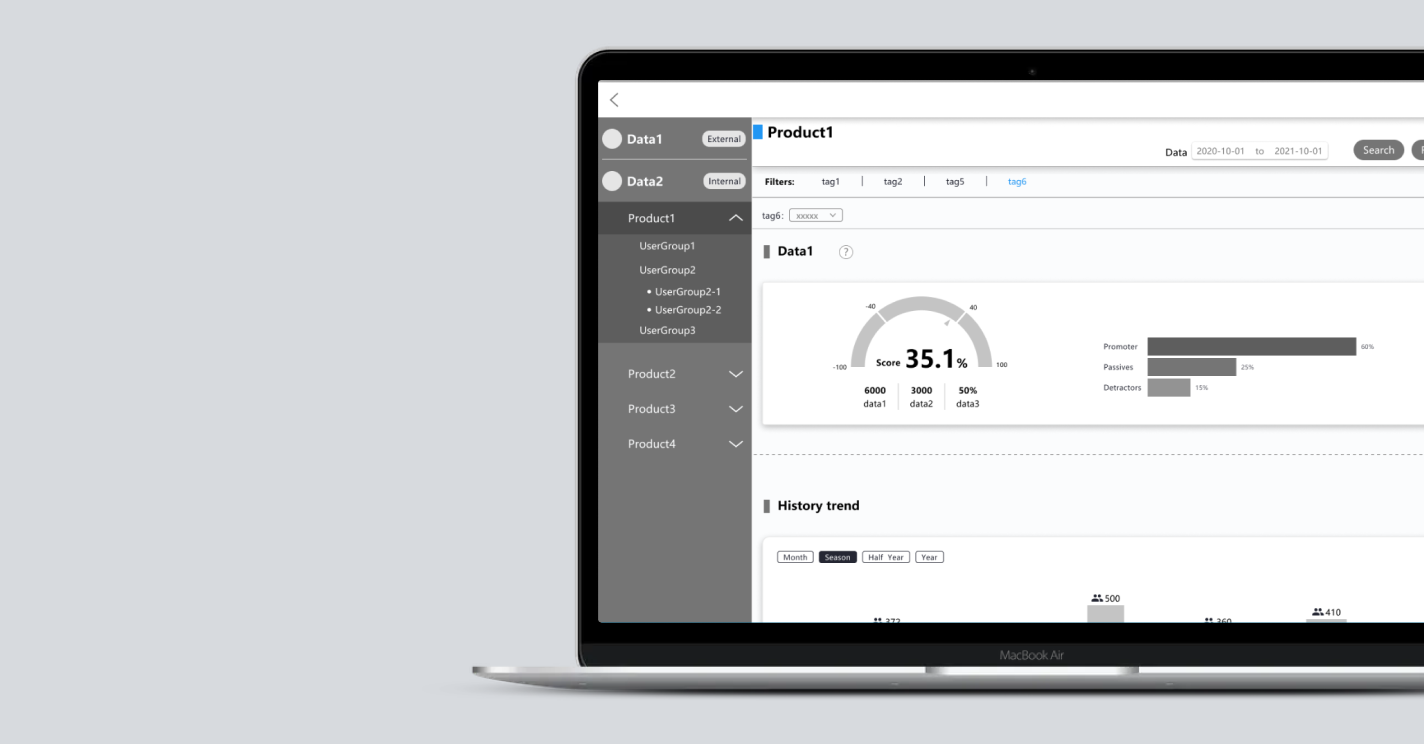 Data1 External
Data2 Internal
Product1
UserGroup1
UserGroup2
• UserGroup2-1
• UserGroup2-2
UserGroup3
Product2
Product3
Product4
Product1
Data 2020-10-01 to 2021-10-01 Search
Filters: tag1 | tag2 | tag5 | tag6
tag6: xxxxx
Data1 ?
-40 40
-100 100
Score 35.1%
6000 3000 50%
data1 data2 data3
Promoter 60%
Passives 25%
Detractors 15%
History trend
Month Season Half Year Year
500
410
372
360
MacBook Air